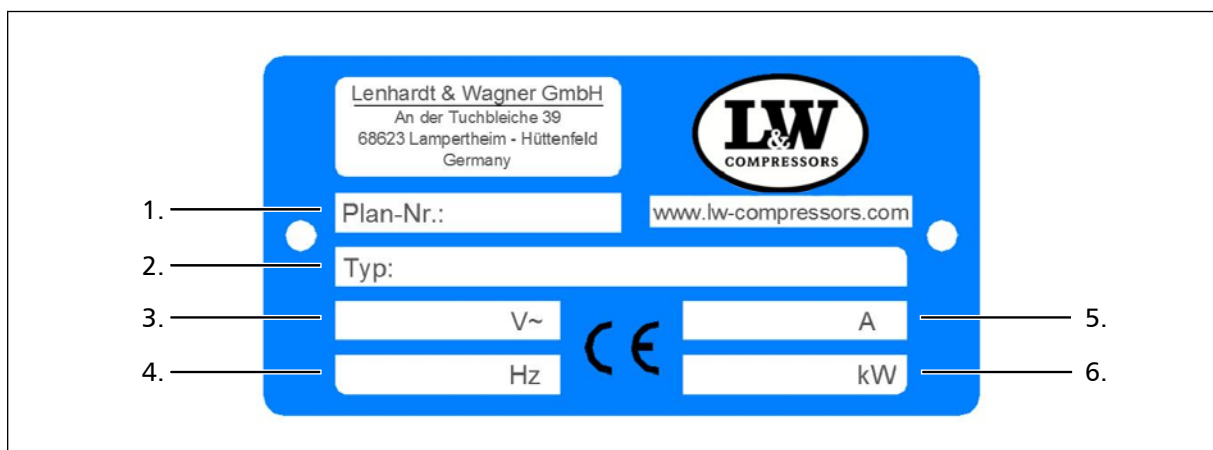 Lenhardt & Wagner GmbH
An der Tuchbleiche 39
68623 Lampertheim - Hüttenfeld
Germany
L&W
COMPRESSORS
1.
Plan-Nr.:
www.lw-compressors.com
2.
Typ:
3.
V~
CE
A
5.
4.
Hz
kW
6.